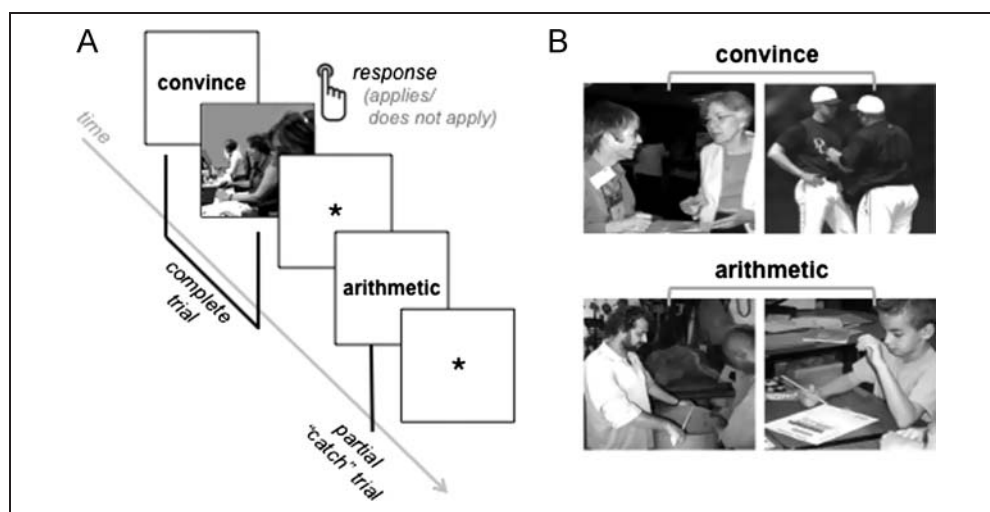 A
convince
response
(applies/
does not apply)
time
*
arithmetic
*
complete
trial
partial
"catch" trial
B
convince
arithmetic